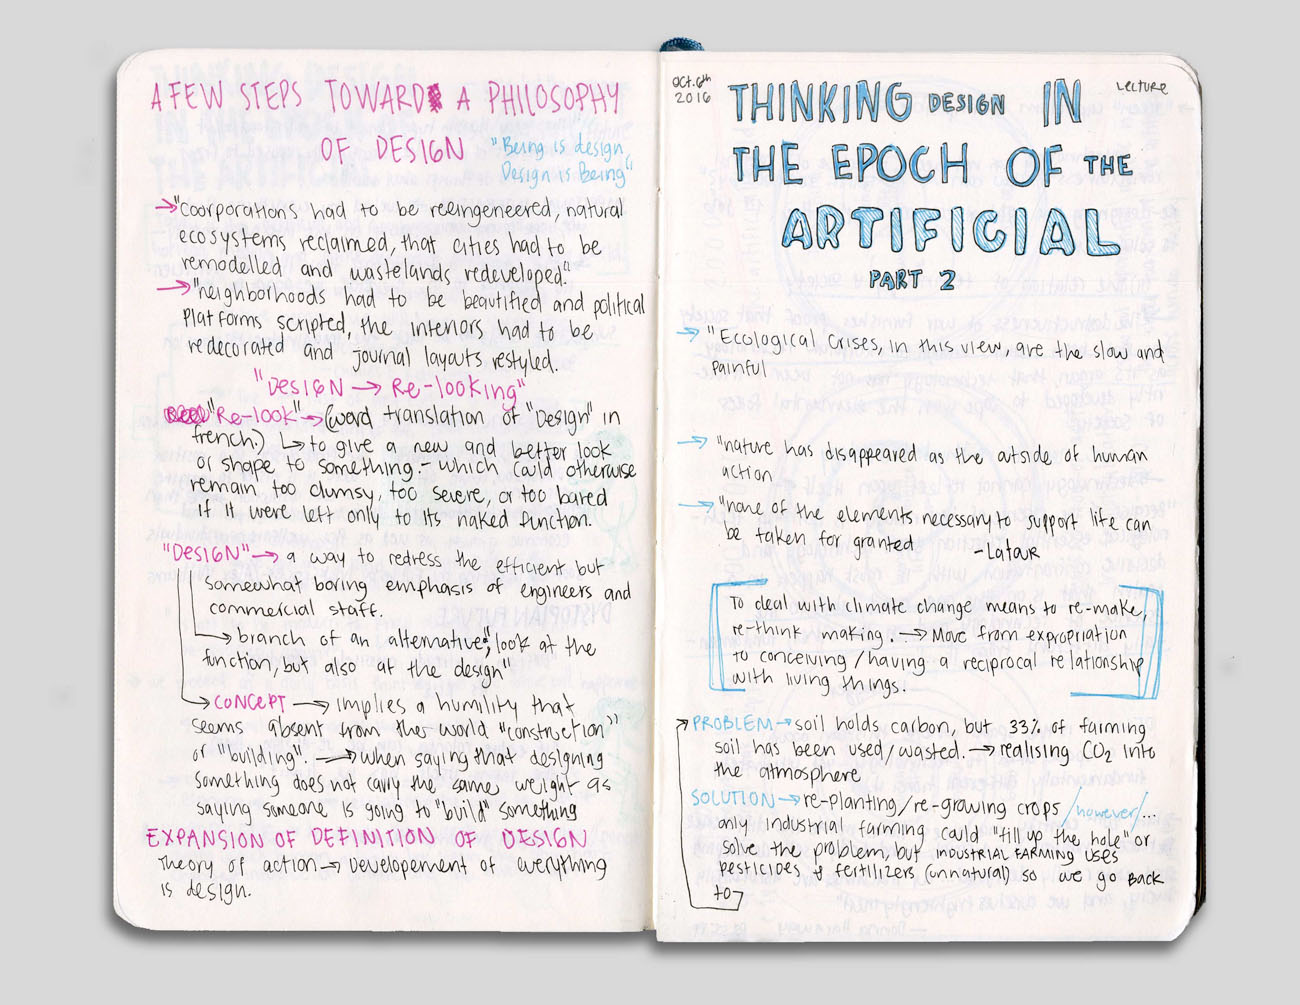 A FEW STEPS TOWARDS A PHILOSOPHY
OF DESIGN
"Being is design
Design is Being"
→ "Coorporations had to be reeingeneered, natural
ecosystems reclaimed, that cities had to be
remodelled and wastelands redeveloped."
→ "neighborhoods had to be beautified and political
Platforms scripted, the interiors had to be
redecorated and journal layouts restyled.
"DESIGN → Re-looking"
"Re-look" → (word translation of "Design" in
french.) ↳ to give a new and better look
or shape to something - which could otherwise
remain too clumsy, too severe, or too bared
if it were left only to its naked function.
"DESIGN" → a way to redress the efficient but
somewhat boring emphasis of engineers and
commercial staff.
→ branch of an alternative; "look at the
function, but also at the design"
→ CONCEPT → implies a humility that
seems absent from the world "construction"
or "building". → when saying that designing
something does not carry the same weight as
saying someone is going to "build" something
EXPANSION OF DEFINITION OF DESIGN
Theory of action → Developement of everything
is design.
Oct. 6th
2016
Lecture
THINKING DESIGN IN
THE EPOCH OF THE
ARTIFICIAL
PART 2
→ "Ecological Crises, in this view, are the slow and
Painful
→ "nature has disappeared as the outside of human
action
→ "none of the elements necessary to support life can
be taken for granted
- Latour
To deal with climate change means to re-make,
re-think making. → Move from expropriation
to conceiving/having a reciprocal relationship
with living things.
PROBLEM → soil holds carbon, but 33% of farming
soil has been used/wasted. → realising CO2 into
the atmosphere
SOLUTION → re-planting/re-growing crops /however/...
only industrial farming could "fill up the hole" or
solve the problem, but INDUSTRIAL FARMING USES
pesticides & fertilizers (unnatural) so we go BACK
to